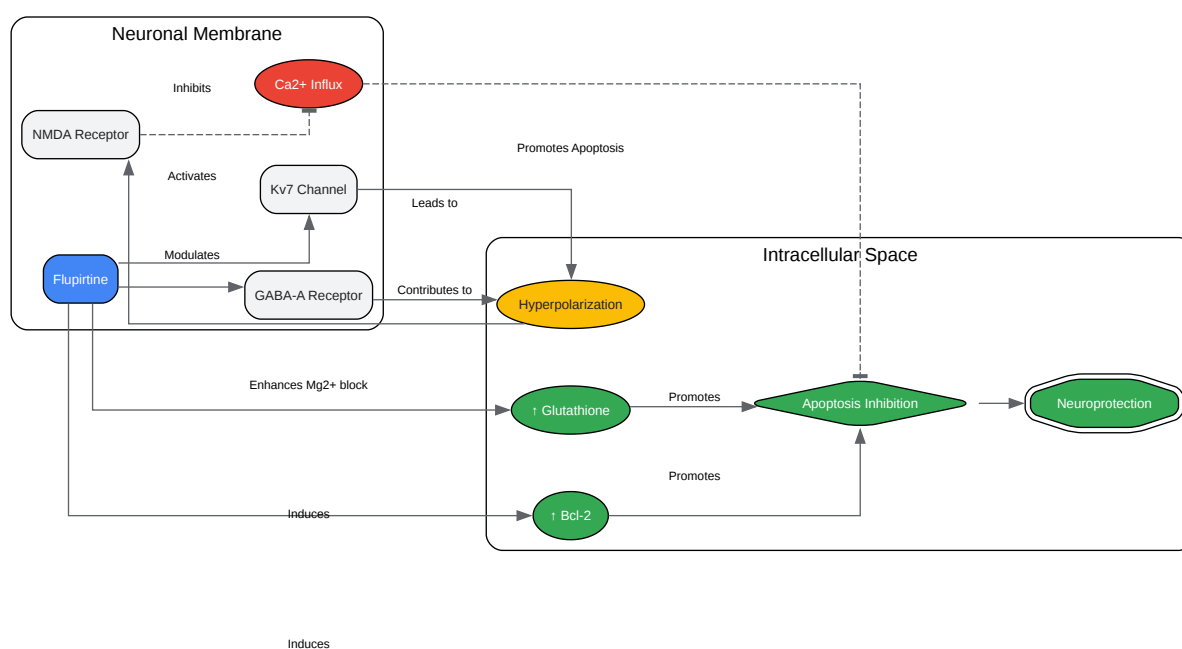 Neuronal Membrane
Ca2+ Influx
Inhibits
NMDA Receptor
Promotes Apoptosis
Activates
Kv7 Channel
Leads to
Modulates
Intracellular Space
Flupirtine
GABA-A Receptor
Contributes to
Hyperpolarization
Enhances Mg2+ block
↑ Glutathione
Promotes
Apoptosis Inhibition
Neuroprotection
Promotes
Induces
↑ Bcl-2
Induces